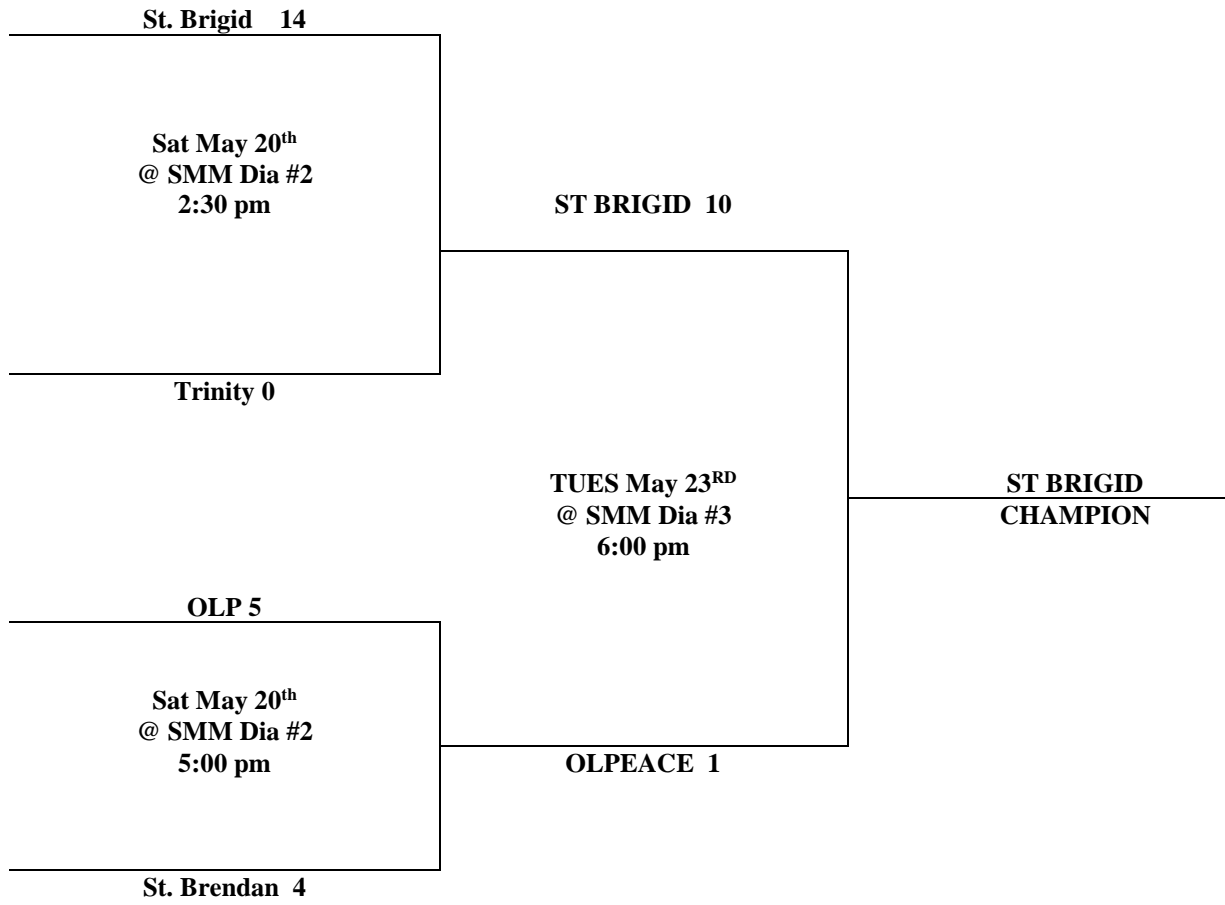 St. Brigid 14
Sat May 20th
@ SMM Dia #2
2:30 pm
ST BRIGID 10
Trinity 0
TUES May 23RD
@ SMM Dia #3
6:00 pm
ST BRIGID
CHAMPION
OLP 5
Sat May 20th
@ SMM Dia #2
5:00 pm
OLPEACE 1
St. Brendan 4